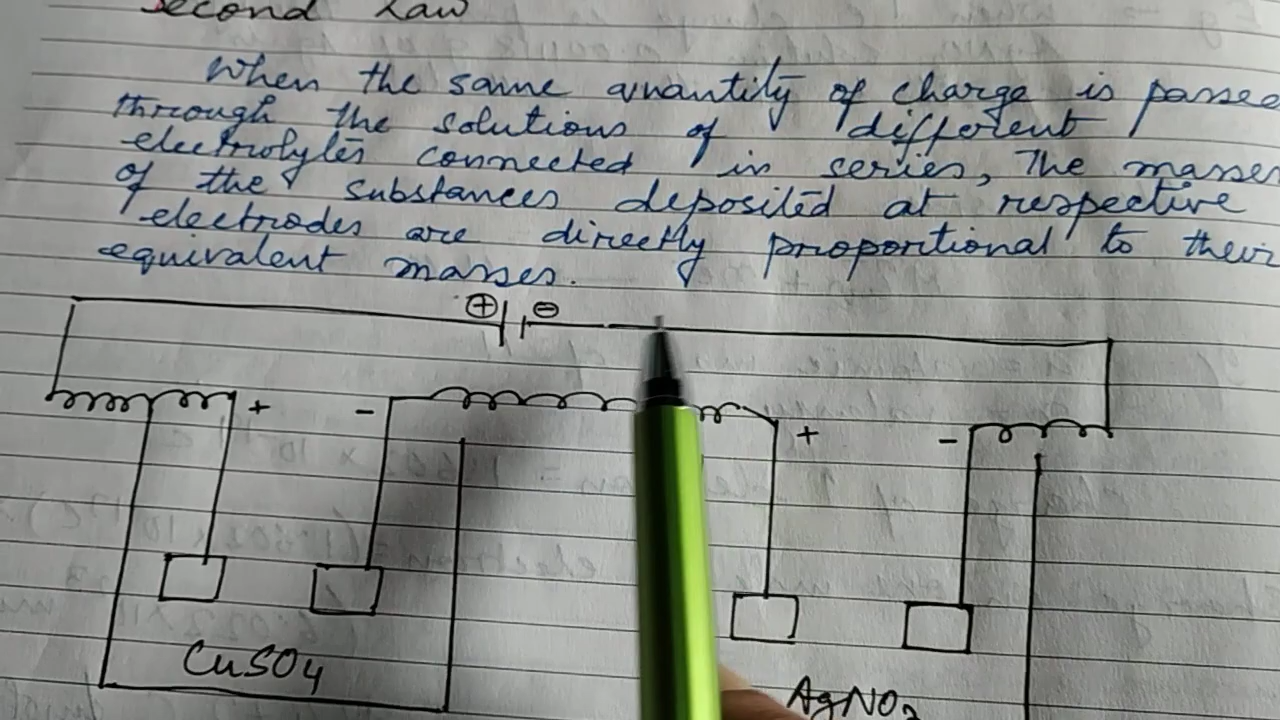 Second Law
When the same quantity of charge is passed
through the solutions of different
electrolytes connected in series, The masses
of the substances deposited at respective
electrodes are directly proportional to their
equivalent masses.
⊕ ⊖
+ - + -
CuSO4
AgNO3